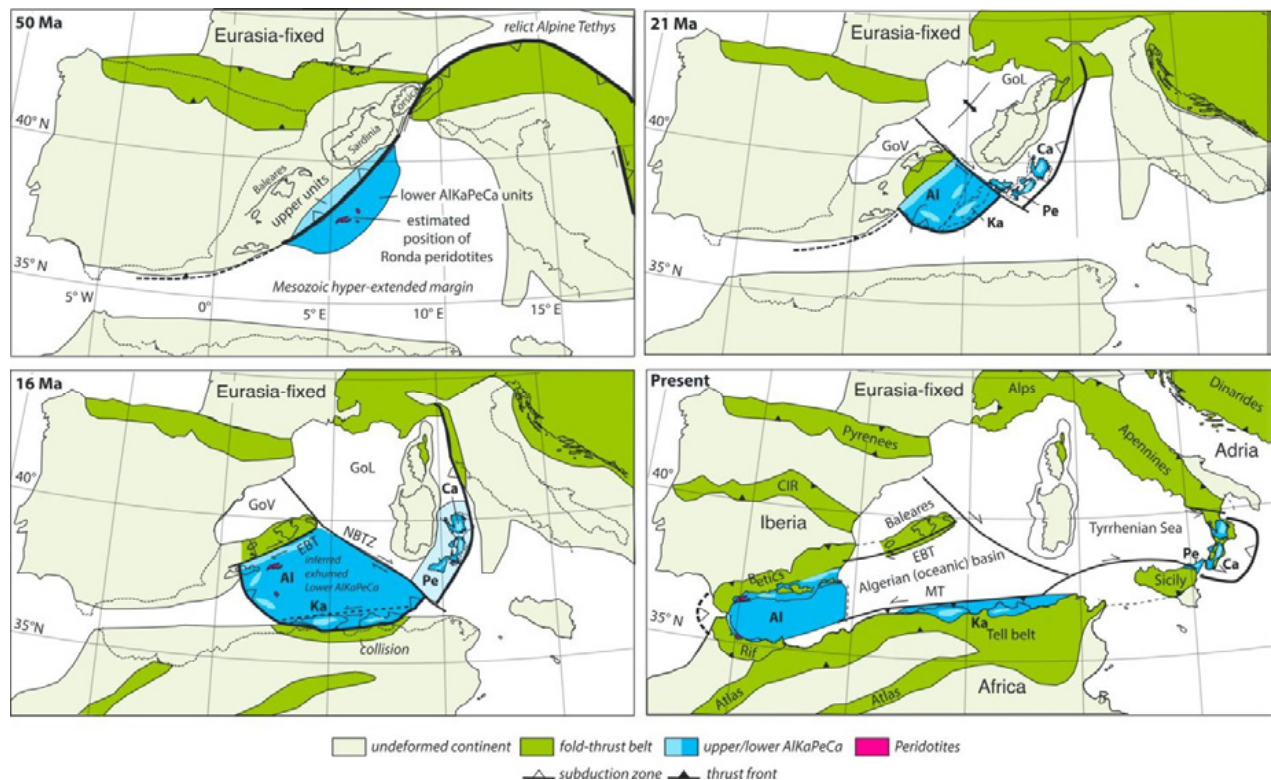 50 Ma
Eurasia-fixed
relict Alpine Tethys
Corsica
Sardinia
40° N
Baleares
upper units
lower AlKaPeCa units
estimated
position of
Ronda peridotites
35° N
Mesozoic hyper-extended margin
5° W
0°
5° E
10° E
15° E
21 Ma
Eurasia-fixed
GoL
40° N
GoV
Ca
Al
Pe
Ka
35° N
16 Ma
Eurasia-fixed
GoL
40°
GoV
Ca
NBTZ
EBT
inferred
Al
exhumed
Lower AlKaPeCa
Pe
Ka
35°N
collision
Present
Eurasia-fixed
Alps
Dinarides
Pyrenees
Apennines
Adria
40°
CIR
Iberia
Baleares
Tyrrhenian Sea
EBT
Pe
Ca
Betics
Algerian (oceanic) basin
Sicily
MT
35°N
Al
Ka
Tell belt
Rif
Atlas
Atlas
Africa
undeformed continent
fold-thrust belt
upper/lower AlKaPeCa
Peridotites
subduction zone
thrust front